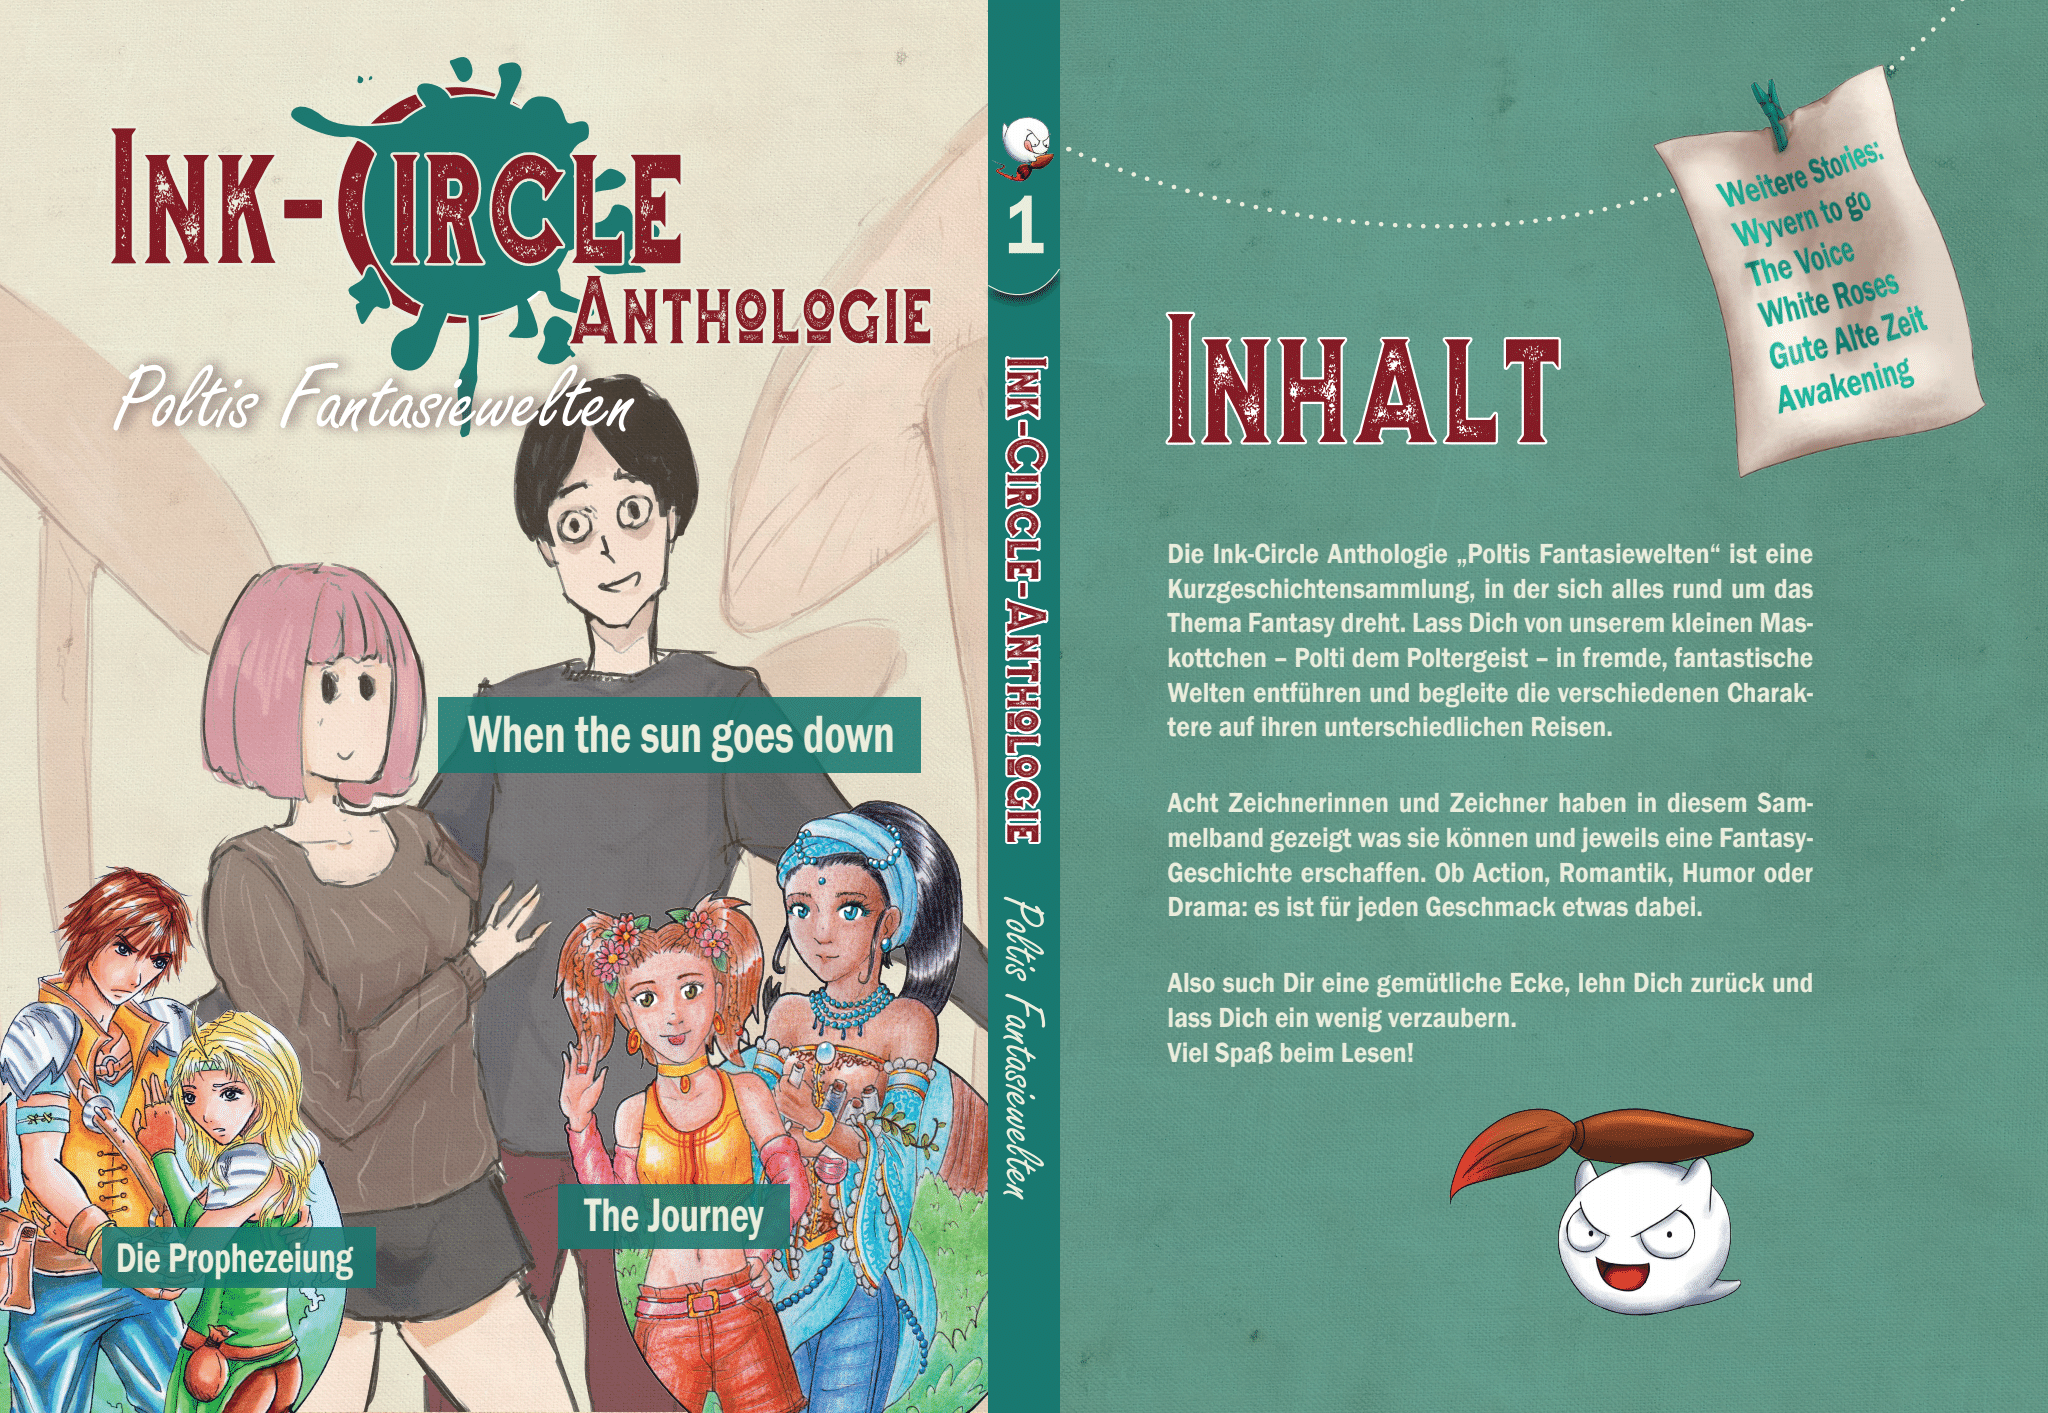 INK-CIRCLE
ANTHOLOGIE
Poltis Fantasiewelten
When the sun goes down
Die Prophezeiung
The Journey
1
INK-CIRCLE-ANTHOLOGIE
Poltis Fantasiewelten
Weitere Stories:
Wyvern to go
The Voice
White Roses
Gute Alte Zeit
Awakening
INHALT
Die Ink-Circle Anthologie „Poltis Fantasiewelten“ ist eine
Kurzgeschichtensammlung, in der sich alles rund um das
Thema Fantasy dreht. Lass Dich von unserem kleinen Mas-
kottchen – Polti dem Poltergeist – in fremde, fantastische
Welten entführen und begleite die verschiedenen Charak-
tere auf ihren unterschiedlichen Reisen.
Acht Zeichnerinnen und Zeichner haben in diesem Sam-
melband gezeigt was sie können und jeweils eine Fantasy-
Geschichte erschaffen. Ob Action, Romantik, Humor oder
Drama: es ist für jeden Geschmack etwas dabei.
Also such Dir eine gemütliche Ecke, lehn Dich zurück und
lass Dich ein wenig verzaubern.
Viel Spaß beim Lesen!